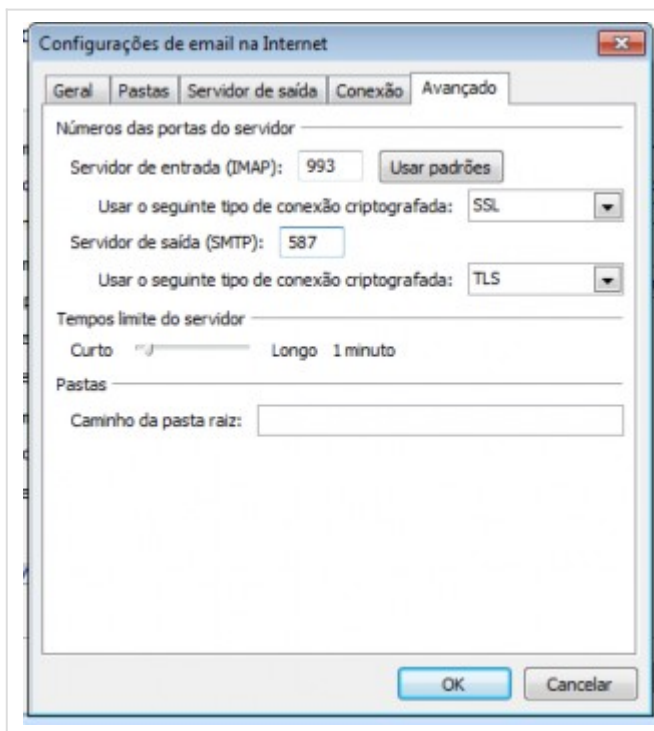 Configurações de email na Internet
Geral Pastas Servidor de saída Conexão Avançado
Números das portas do servidor
Servidor de entrada (IMAP): 993 Usar padrões
Usar o seguinte tipo de conexão criptografada: SSL
Servidor de saída (SMTP): 587
Usar o seguinte tipo de conexão criptografada: TLS
Tempos limite do servidor
Curto Longo 1 minuto
Pastas
Caminho da pasta raiz:
OK Cancelar